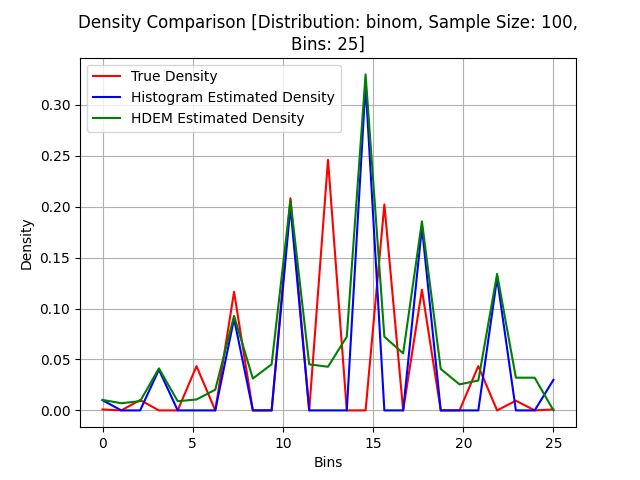 Density Comparison [Distribution: binom, Sample Size: 100,
Bins: 25]
True Density
Histogram Estimated Density
HDEM Estimated Density
Density
0.30
0.25
0.20
0.15
0.10
0.05
0.00
0 5 10 15 20 25
Bins